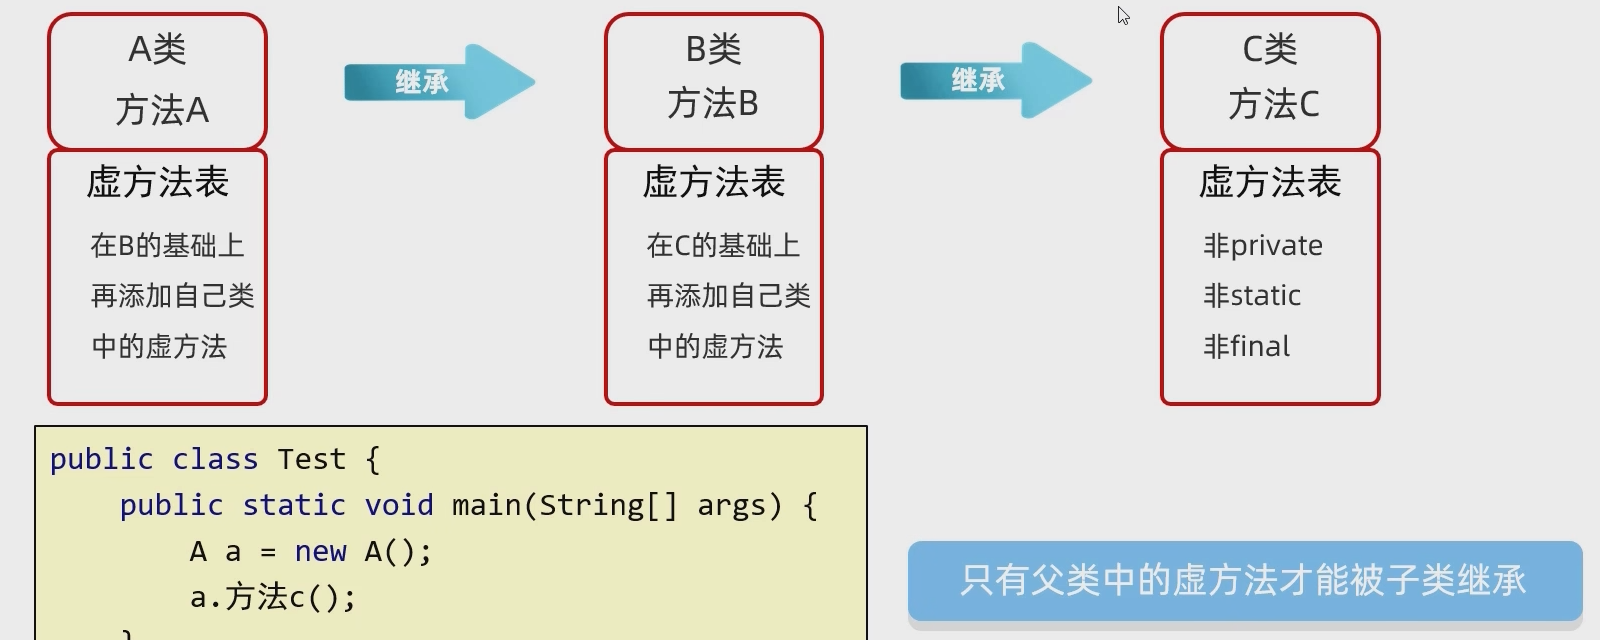 A类
方法A
继承
B类
方法B
继承
C类
方法C
虚方法表
在B的基础上
再添加自己类
中的虚方法
虚方法表
在C的基础上
再添加自己类
中的虚方法
虚方法表
非private
非static
非final
public class Test {
    public static void main(String[] args) {
        A a = new A();
        a.方法c();
    }
只有父类中的虚方法才能被子类继承